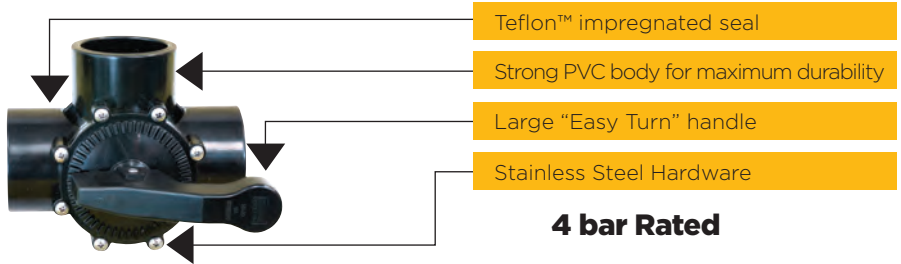 Teflon™ impregnated seal
Strong PVC body for maximum durability
Large “Easy Turn” handle
Stainless Steel Hardware
4 bar Rated